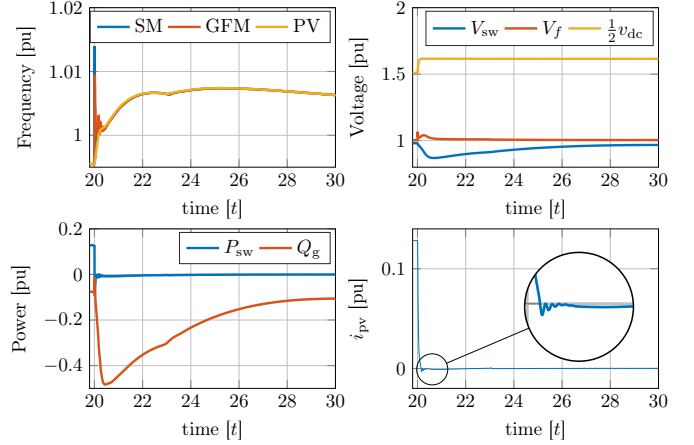 1.02
SM GFM PV
1.01
1
Frequency [pu]
20 22 24 26 28 30
time [t]
2
V_sw V_f 1/2 v_dc
1.5
1
Voltage [pu]
20 22 24 26 28 30
time [t]
0.2
P_sw Q_g
0
−0.2
−0.4
Power [pu]
20 22 24 26 28 30
time [t]
0.1
0
i_pv [pu]
20 22 24 26 28 30
time [t]